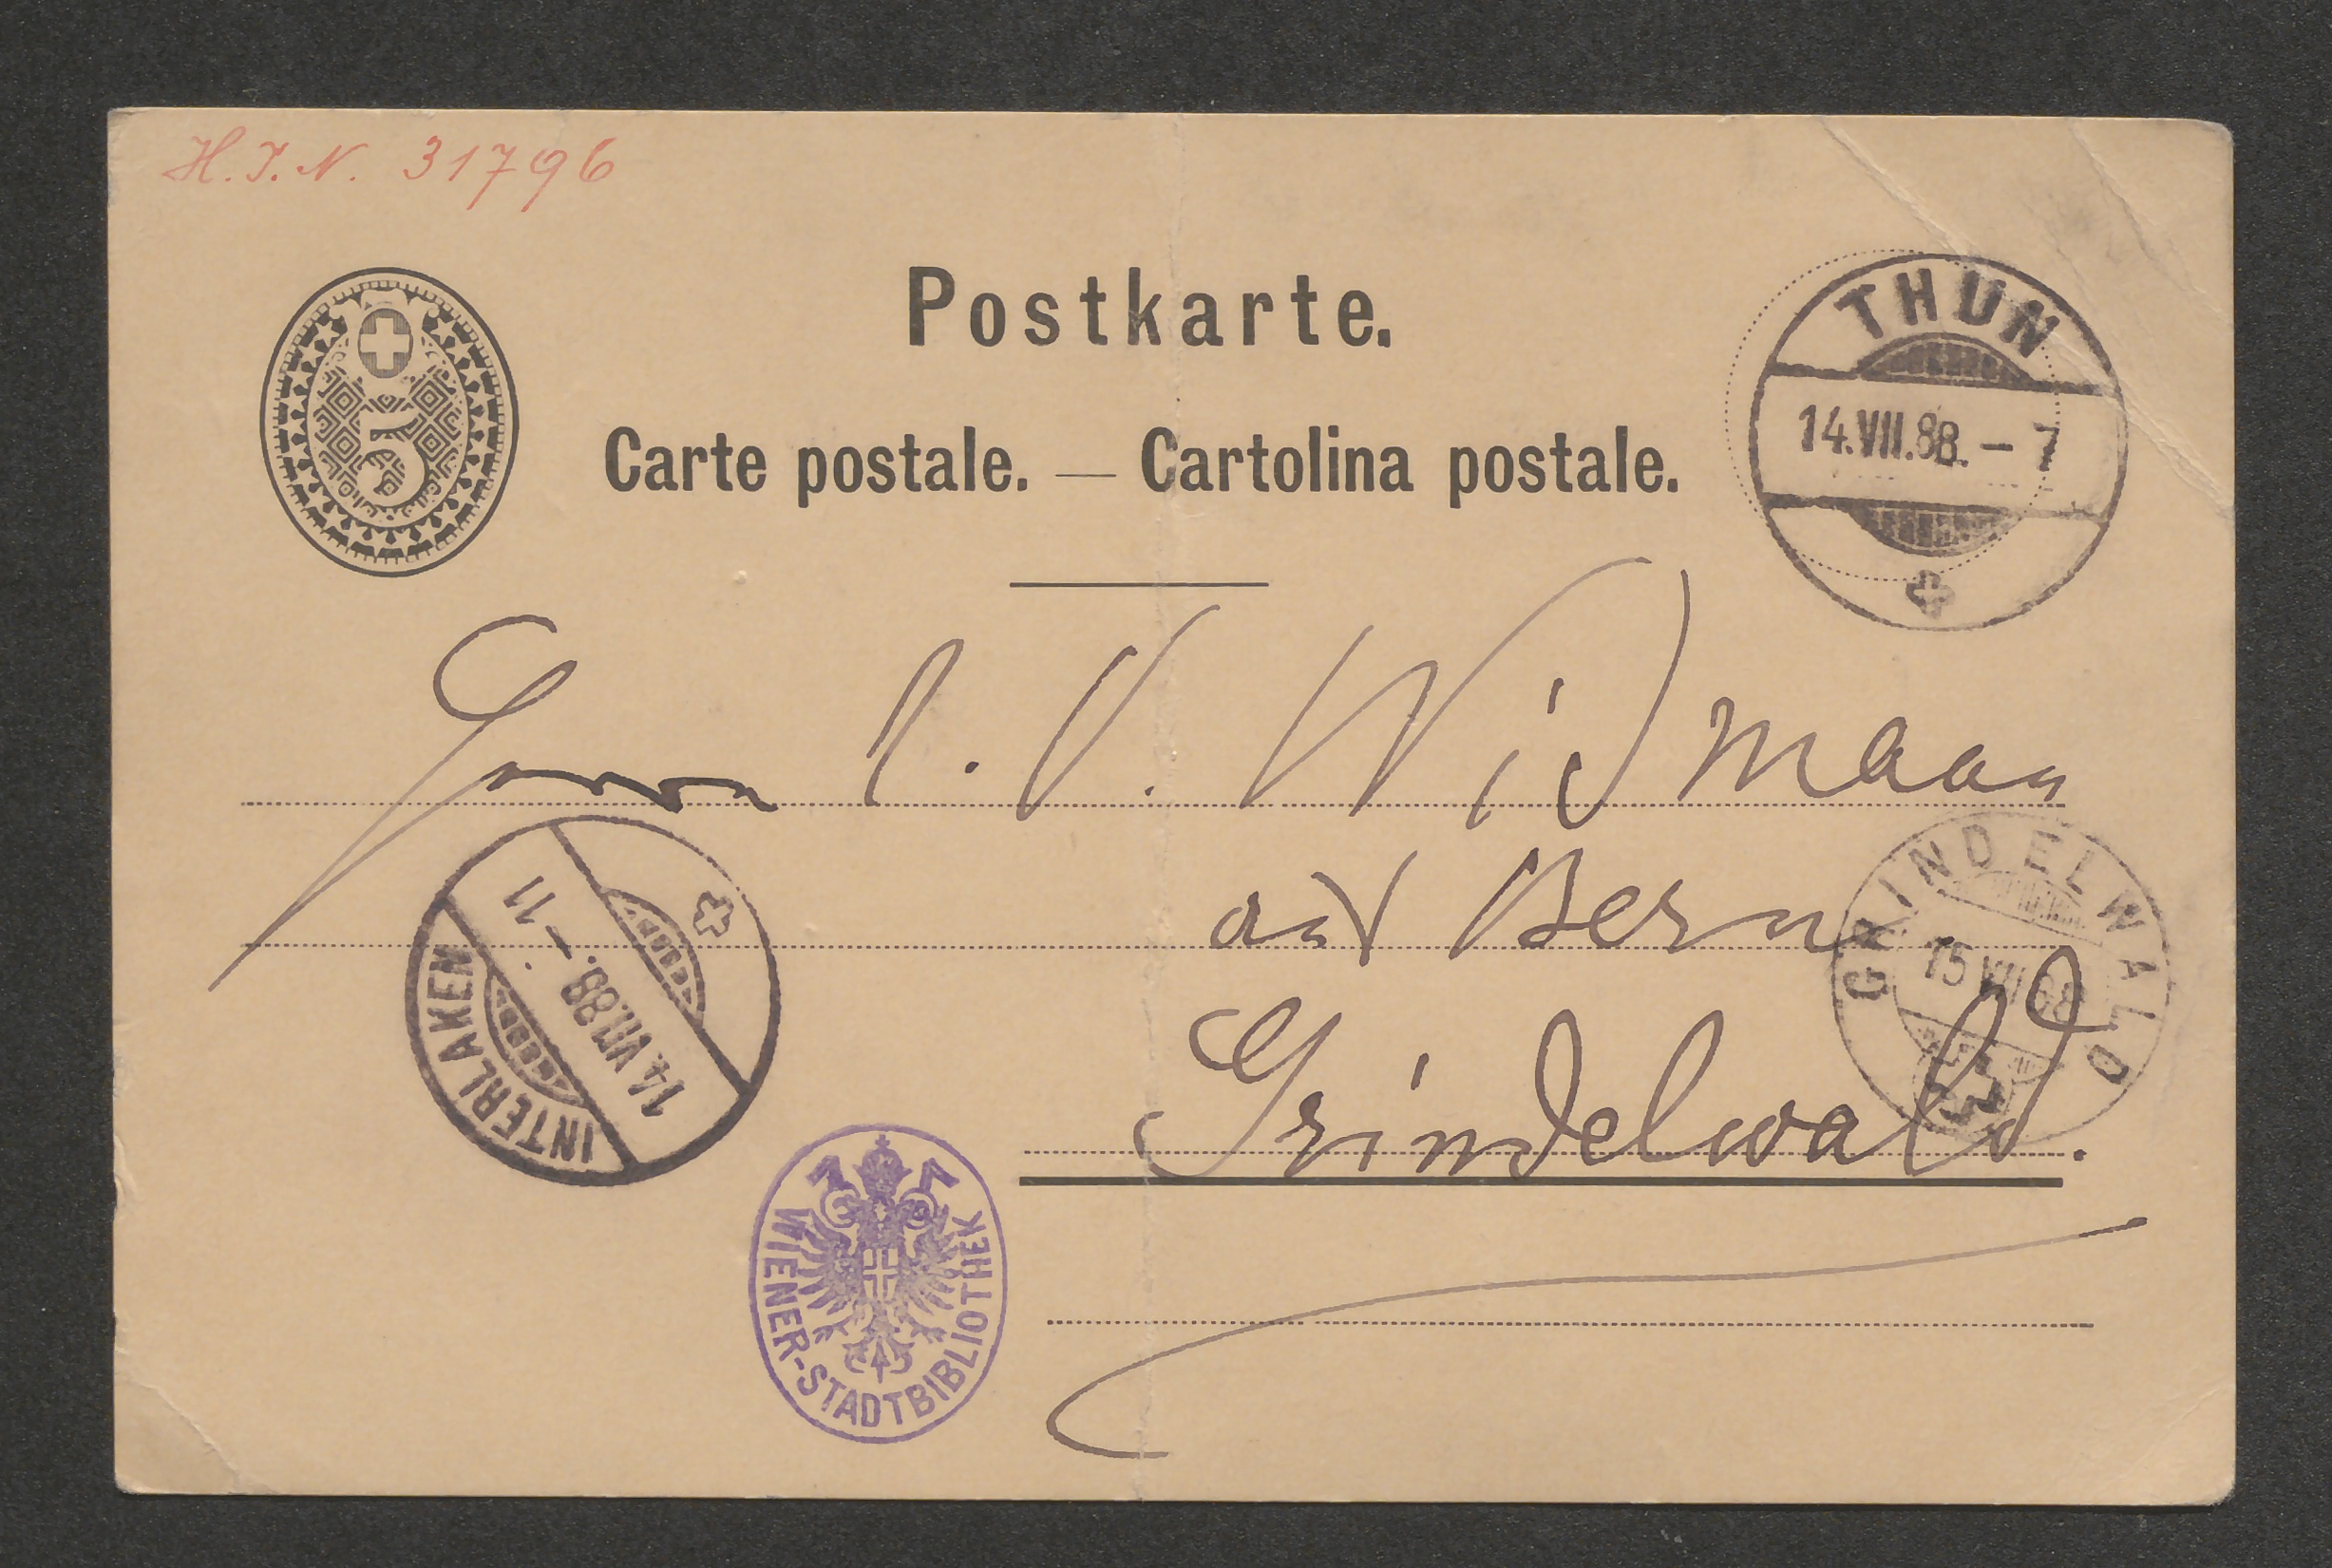 H.I.N. 31796
Postkarte.
Carte postale. — Cartolina postale.
5
THUN
14.VII.88. – 7
Herrn J. V. Widmann
aus Bern
Grindelwald.
INTERLAKEN
14.VII.88. – 11
GRINDELWALD
15 VII 88
WIENER-STADTBIBLIOTHEK